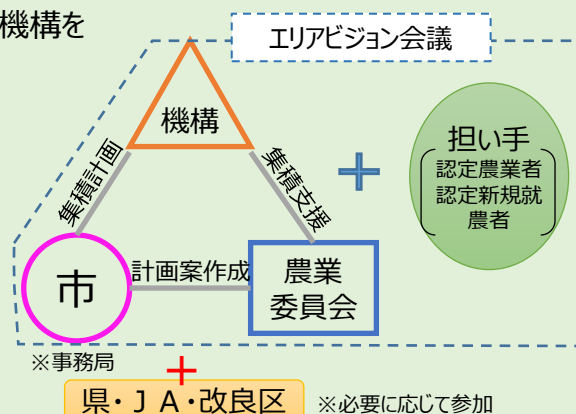 機構を
エリアビジョン会議
機構
集積計画
集積支援
担い手
認定農業者
認定新規就
農者
市
計画案作成
農業
委員会
※事務局
県・ＪＡ・改良区
※必要に応じて参加